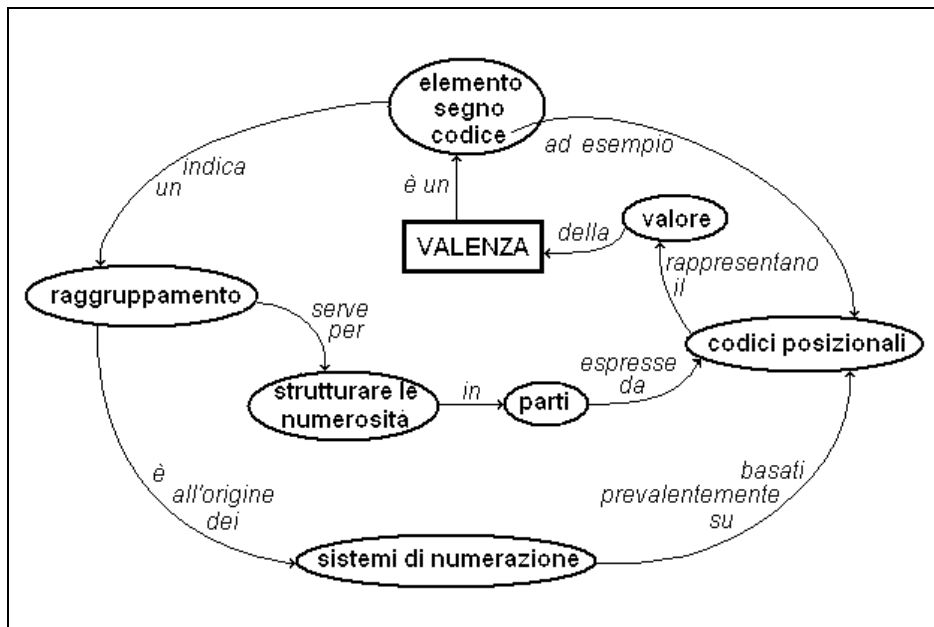 elemento
segno
codice
ad esempio
indica
un
è un
valore
VALENZA
della
rappresentano
il
raggruppamento
serve
per
codici posizionali
espresse
da
strutturare le
numerosità
in
parti
è
all'origine
dei
basati
prevalentemente
su
sistemi di numerazione